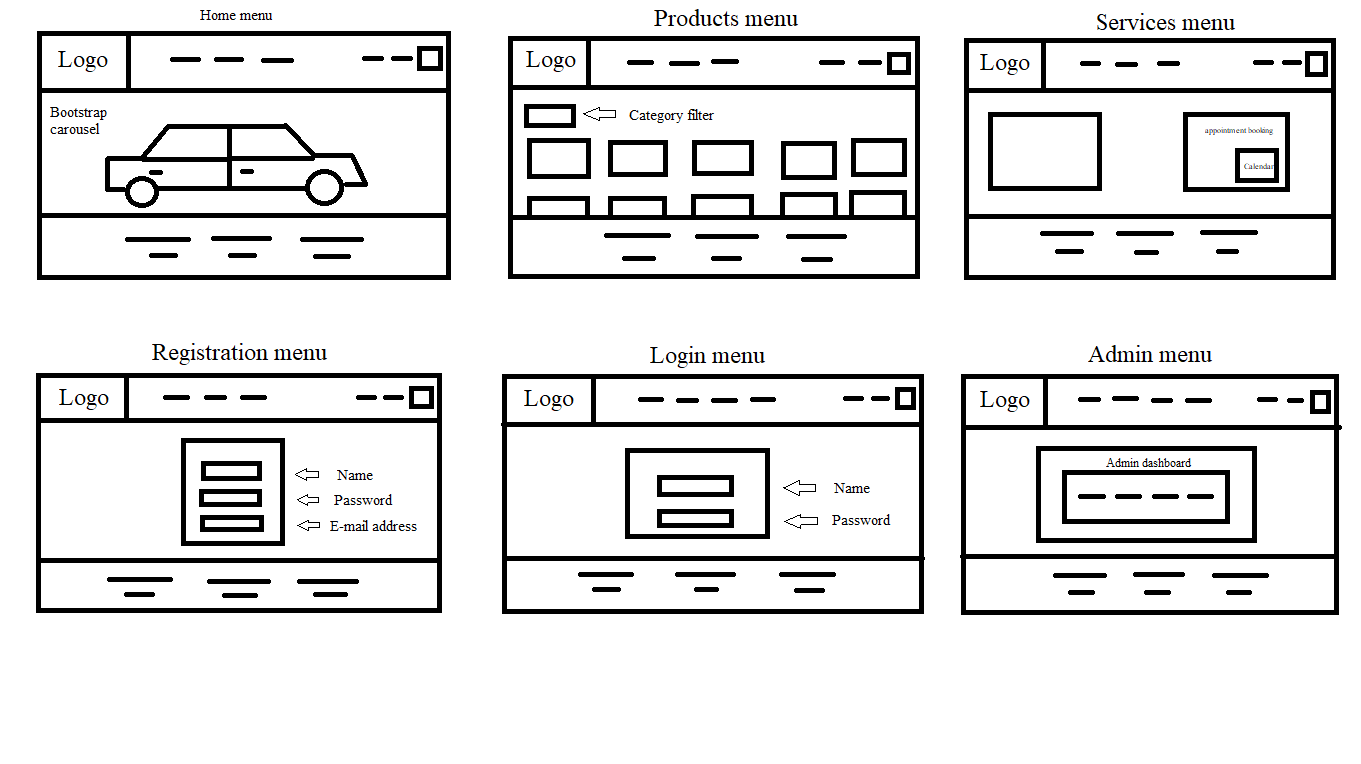 Home menu
Logo
Bootstrap
carousel
Products menu
Logo
Category filter
Services menu
Logo
appointment booking
Calendar
Registration menu
Logo
Name
Password
E-mail address
Login menu
Logo
Name
Password
Admin menu
Logo
Admin dashboard